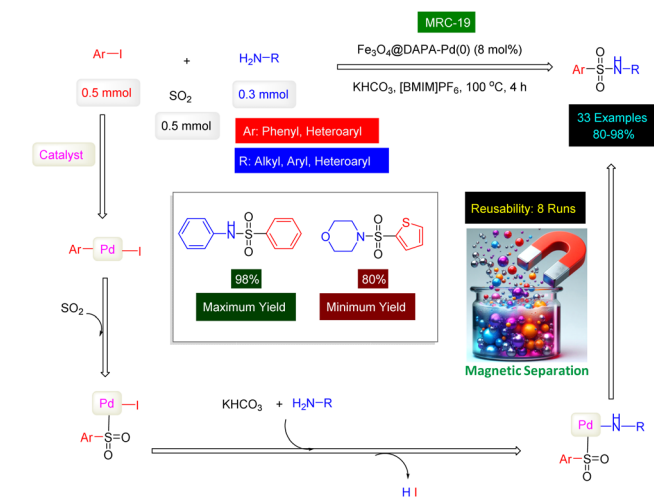 MRC-19
Ar–I + H₂N–R
Fe₃O₄@DAPA-Pd(0) (8 mol%)
KHCO₃, [BMIM]PF₆, 100 °C, 4 h
O
Ar–S–N–R
H
O
0.5 mmol
SO₂
0.5 mmol
0.3 mmol
Ar: Phenyl, Heteroaryl
R: Alkyl, Aryl, Heteroaryl
33 Examples
80-98%
Catalyst
Ar Pd I
SO₂
H O
N–S
O
98%
Maximum Yield
O N S S
O
O
80%
Minimum Yield
Reusability: 8 Runs
Magnetic Separation
Pd I
Ar–S=O
O
KHCO₃ + H₂N–R
H I
H
Pd–N–R
Ar–S=O
O